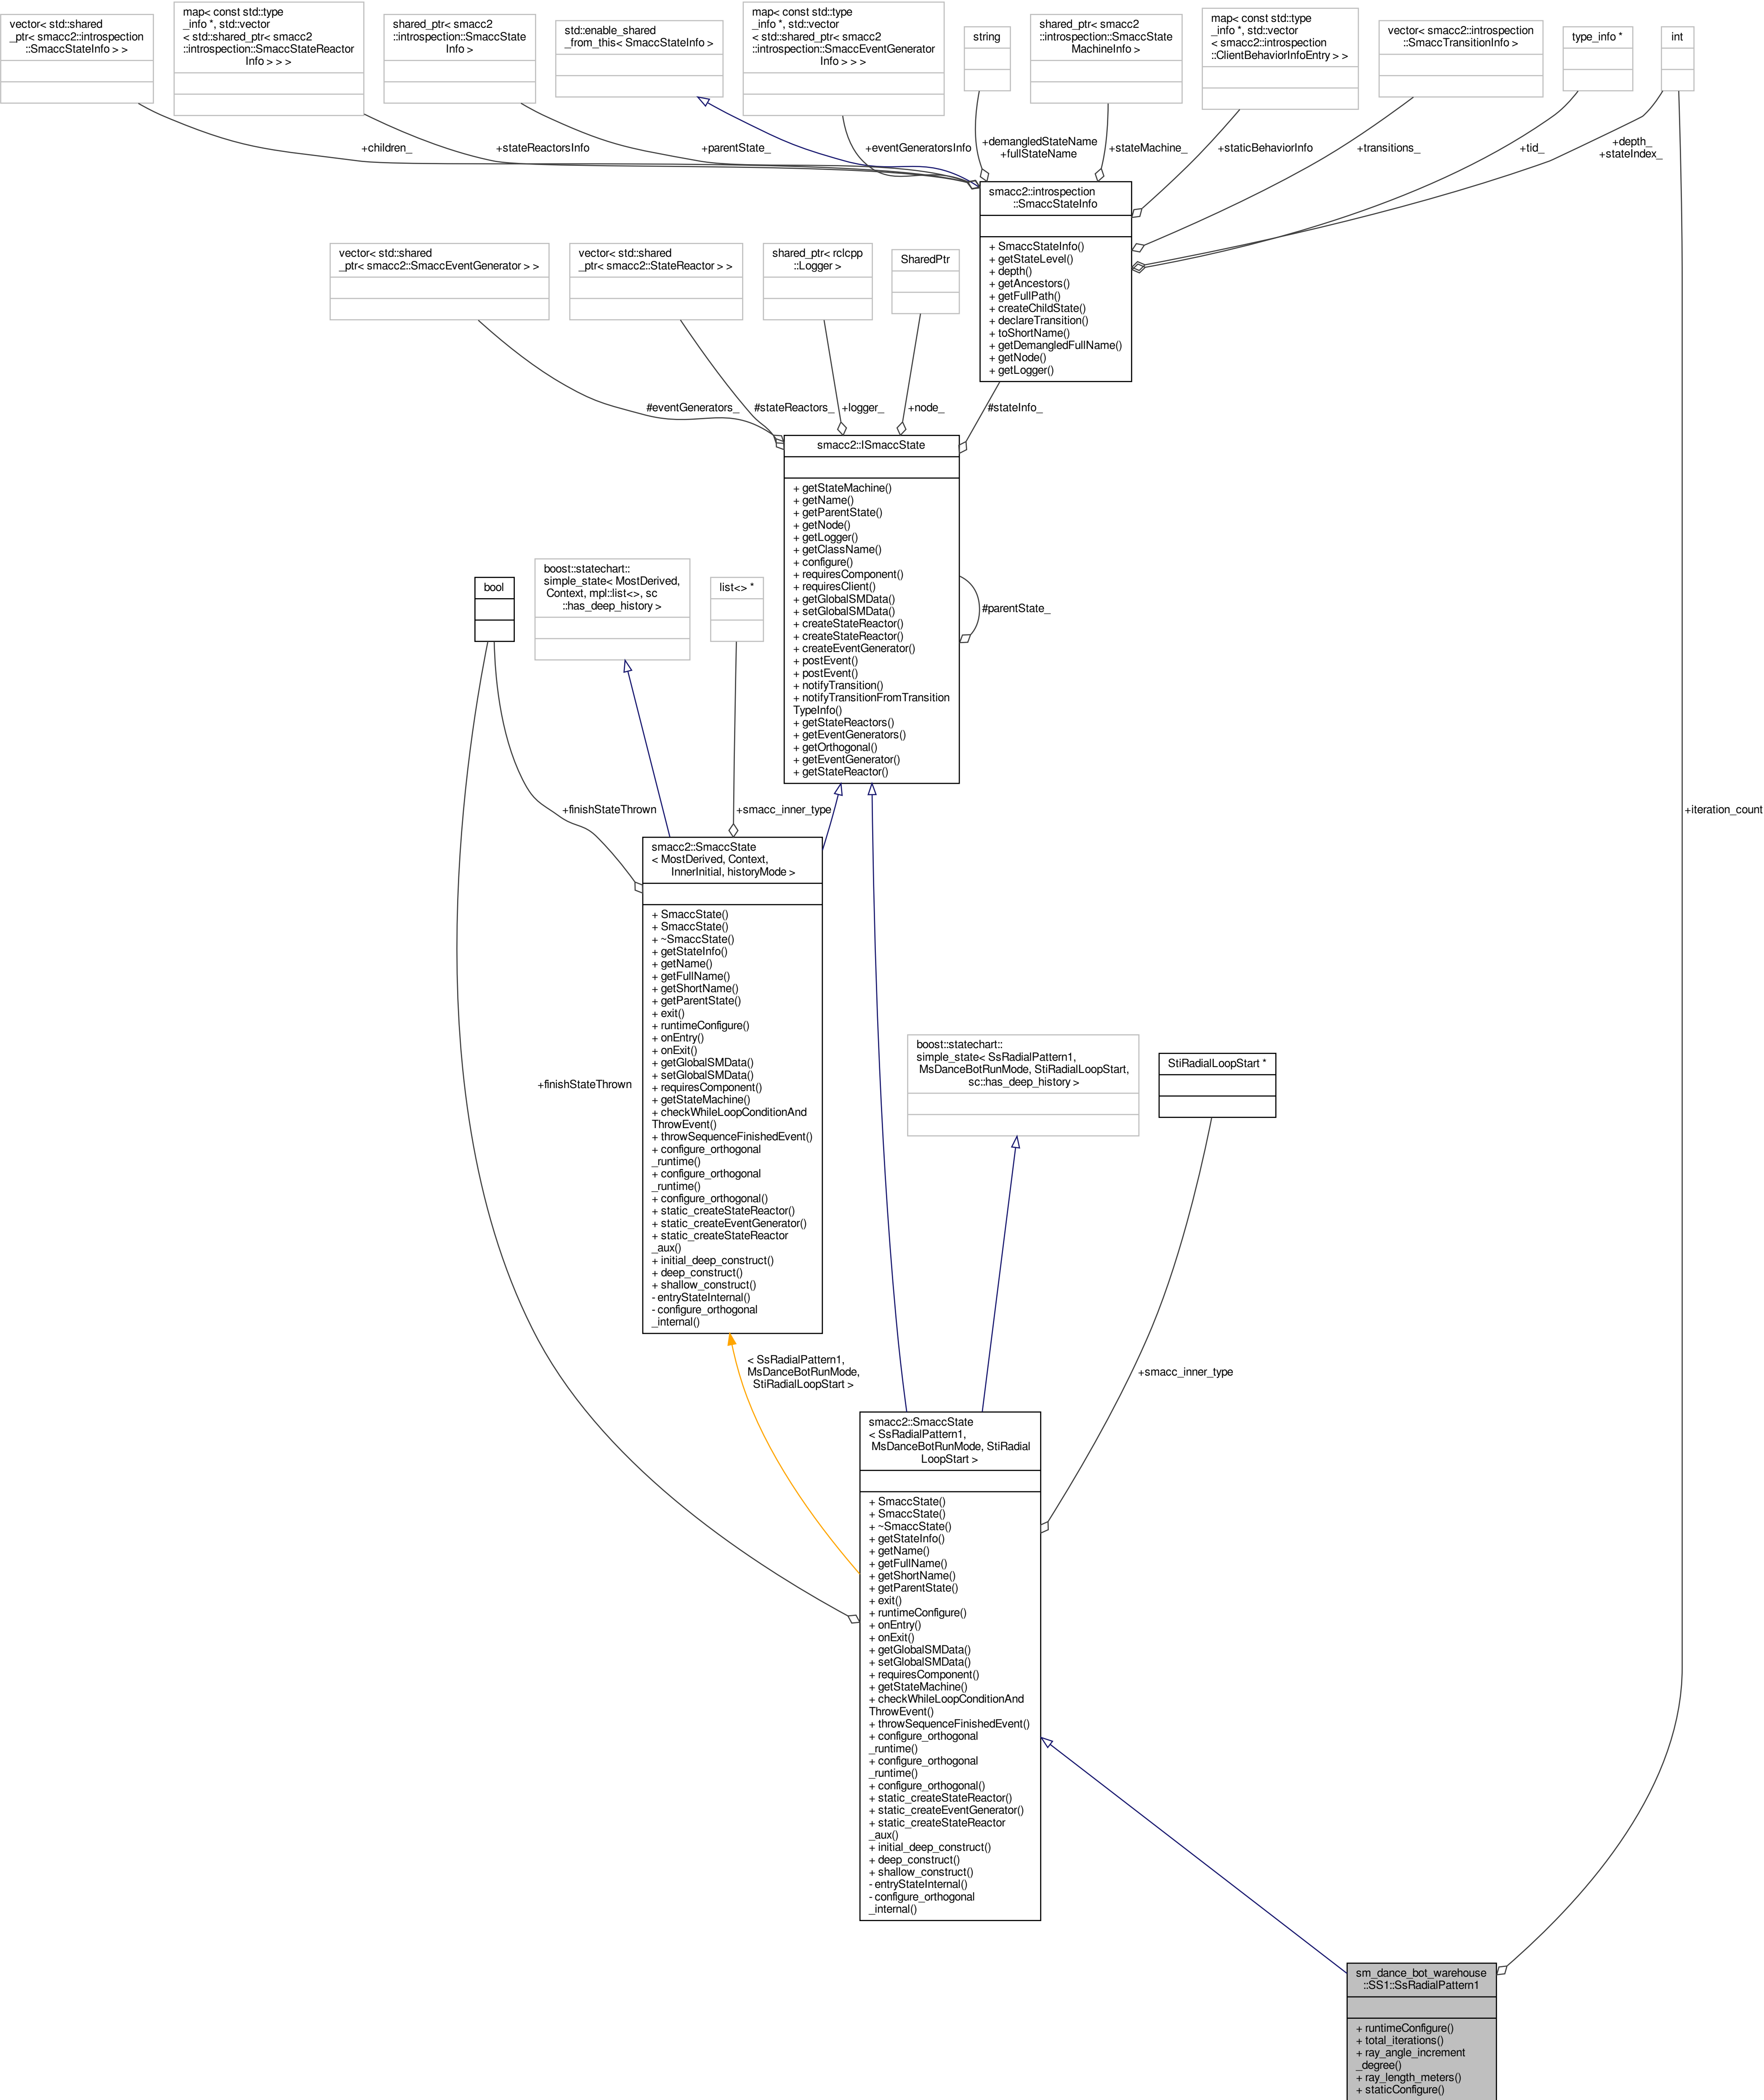 vector< std::shared
_ptr< smacc2::introspection
::SmaccStateInfo > >
map< const std::type
_info *, std::vector
< std::shared_ptr< smacc2
::introspection::SmaccStateReactor
Info > > >
shared_ptr< smacc2
::introspection::SmaccState
Info >
std::enable_shared
_from_this< SmaccStateInfo >
map< const std::type
_info *, std::vector
< std::shared_ptr< smacc2
::introspection::SmaccEventGenerator
Info > > >
string
shared_ptr< smacc2
::introspection::SmaccState
MachineInfo >
map< const std::type
_info *, std::vector
< smacc2::introspection
::ClientBehaviorInfoEntry > >
vector< smacc2::introspection
::SmaccTransitionInfo >
type_info *
int
+children_
+stateReactorsInfo
+parentState_
+eventGeneratorsInfo
+demangledStateName
+fullStateName
+stateMachine_
+staticBehaviorInfo
+transitions_
+tid_
+depth_
+stateIndex_
smacc2::introspection
::SmaccStateInfo
+ SmaccStateInfo()
+ getStateLevel()
+ depth()
+ getAncestors()
+ getFullPath()
+ createChildState()
+ declareTransition()
+ toShortName()
+ getDemangledFullName()
+ getNode()
+ getLogger()
vector< std::shared
_ptr< smacc2::SmaccEventGenerator > >
vector< std::shared
_ptr< smacc2::StateReactor > >
shared_ptr< rclcpp
::Logger >
SharedPtr
#eventGenerators_
#stateReactors_
+logger_
+node_
#stateInfo_
smacc2::ISmaccState
+ getStateMachine()
+ getName()
+ getParentState()
+ getNode()
+ getLogger()
+ getClassName()
+ configure()
+ requiresComponent()
+ requiresClient()
+ getGlobalSMData()
+ setGlobalSMData()
+ createStateReactor()
+ createStateReactor()
+ createEventGenerator()
+ postEvent()
+ postEvent()
+ notifyTransition()
+ notifyTransitionFromTransition
TypeInfo()
+ getStateReactors()
+ getEventGenerators()
+ getOrthogonal()
+ getEventGenerator()
+ getStateReactor()
#parentState_
bool
boost::statechart::
simple_state< MostDerived,
Context, mpl::list<>, sc
::has_deep_history >
list<> *
+finishStateThrown
+smacc_inner_type
+iteration_count
smacc2::SmaccState
< MostDerived, Context,
InnerInitial, historyMode >
+ SmaccState()
+ SmaccState()
+ ~SmaccState()
+ getStateInfo()
+ getName()
+ getFullName()
+ getShortName()
+ getParentState()
+ exit()
+ runtimeConfigure()
+ onEntry()
+ onExit()
+ getGlobalSMData()
+ setGlobalSMData()
+ requiresComponent()
+ getStateMachine()
+ checkWhileLoopConditionAnd
ThrowEvent()
+ throwSequenceFinishedEvent()
+ configure_orthogonal
_runtime()
+ configure_orthogonal
_runtime()
+ configure_orthogonal()
+ static_createStateReactor()
+ static_createEventGenerator()
+ static_createStateReactor
_aux()
+ initial_deep_construct()
+ deep_construct()
+ shallow_construct()
- entryStateInternal()
- configure_orthogonal
_internal()
+finishStateThrown
boost::statechart::
simple_state< SsRadialPattern1,
MsDanceBotRunMode, StiRadialLoopStart,
sc::has_deep_history >
StiRadialLoopStart *
< SsRadialPattern1,
MsDanceBotRunMode,
StiRadialLoopStart >
+smacc_inner_type
smacc2::SmaccState
< SsRadialPattern1,
MsDanceBotRunMode, StiRadial
LoopStart >
+ SmaccState()
+ SmaccState()
+ ~SmaccState()
+ getStateInfo()
+ getName()
+ getFullName()
+ getShortName()
+ getParentState()
+ exit()
+ runtimeConfigure()
+ onEntry()
+ onExit()
+ getGlobalSMData()
+ setGlobalSMData()
+ requiresComponent()
+ getStateMachine()
+ checkWhileLoopConditionAnd
ThrowEvent()
+ throwSequenceFinishedEvent()
+ configure_orthogonal
_runtime()
+ configure_orthogonal
_runtime()
+ configure_orthogonal()
+ static_createStateReactor()
+ static_createEventGenerator()
+ static_createStateReactor
_aux()
+ initial_deep_construct()
+ deep_construct()
+ shallow_construct()
- entryStateInternal()
- configure_orthogonal
_internal()
sm_dance_bot_warehouse
::SS1::SsRadialPattern1
+ runtimeConfigure()
+ total_iterations()
+ ray_angle_increment
_degree()
+ ray_length_meters()
+ staticConfigure()